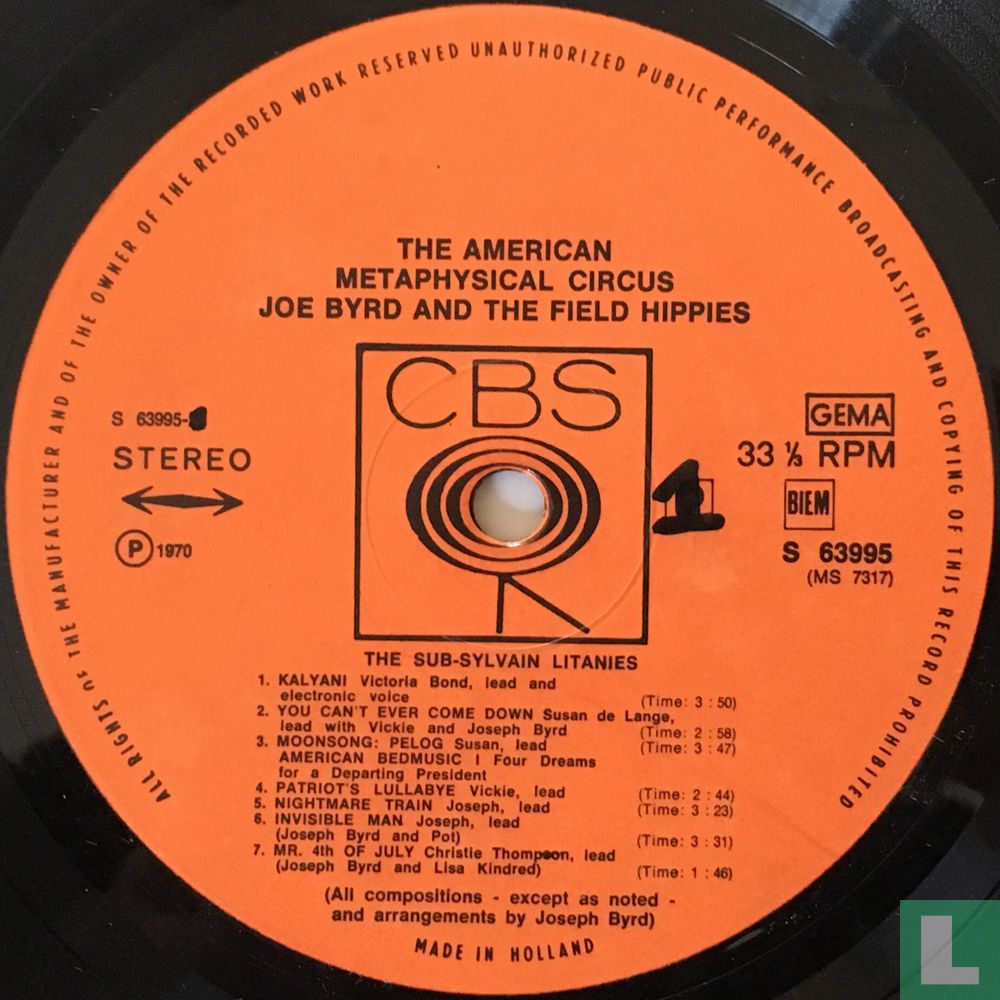 ALL RIGHTS OF THE MANUFACTURER AND OF THE OWNER OF THE RECORDED WORK RESERVED UNAUTHORIZED PUBLIC PERFORMANCE BROADCASTING AND COPYING OF THIS RECORD PROHIBITED
THE AMERICAN
METAPHYSICAL CIRCUS
JOE BYRD AND THE FIELD HIPPIES
CBS
S 63995-
STEREO
P 1970
GEMA
33 ⅓ RPM
1
BIEM
S 63995
(MS 7317)
THE SUB-SYLVAIN LITANIES
1. KALYANI Victoria Bond, lead and
electronic voice (Time: 3 : 50)
2. YOU CAN'T EVER COME DOWN Susan de Lange,
lead with Vickie and Joseph Byrd (Time: 2 : 58)
3. MOONSONG: PELOG Susan, lead (Time: 3 : 47)
AMERICAN BEDMUSIC I Four Dreams
for a Departing President
4. PATRIOT'S LULLABYE Vickie, lead (Time: 2 : 44)
5. NIGHTMARE TRAIN Joseph, lead (Time: 3 : 23)
6. INVISIBLE MAN Joseph, lead
(Joseph Byrd and Pot) (Time: 3 : 31)
7. MR. 4th OF JULY Christie Thompson, lead
(Joseph Byrd and Lisa Kindred) (Time: 1 : 46)
(All compositions - except as noted -
and arrangements by Joseph Byrd)
MADE IN HOLLAND
L